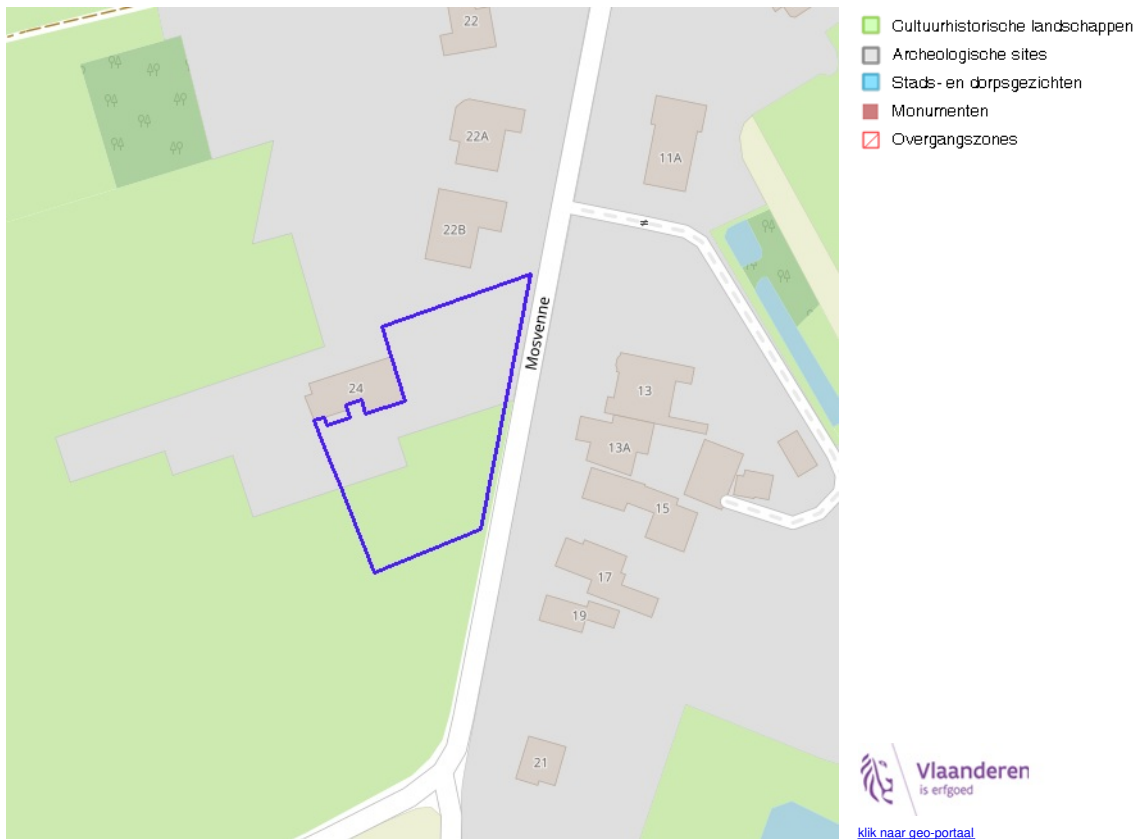 22
22A
22B
11A
Mosvenne
24
13
13A
15
17
19
21
Cultuurhistorische landschappen
Archeologische sites
Stads- en dorpsgezichten
Monumenten
Overgangszones
Vlaanderen
is erfgoed
klik naar geo-portaal